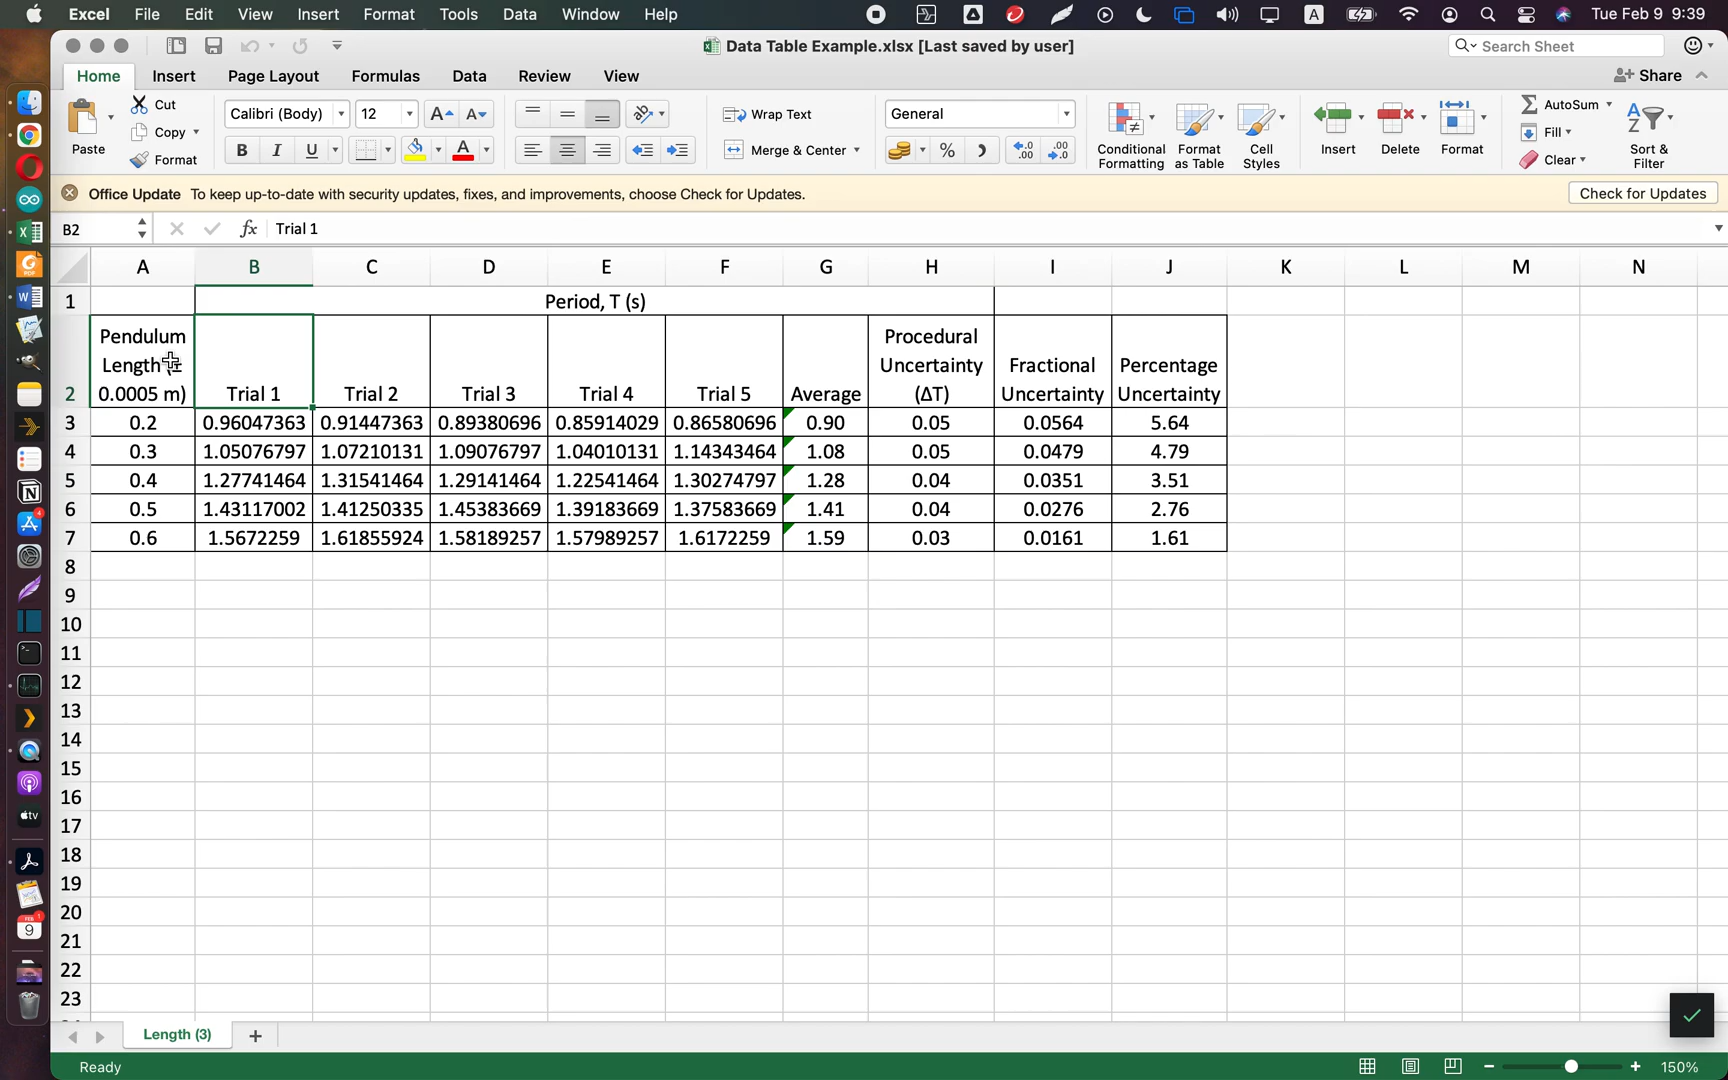 Excel File Edit View Insert Format Tools Data Window Help
A
Tue Feb 9 9:39
Data Table Example.xlsx [Last saved by user]
Search Sheet
Home Insert Page Layout Formulas Data Review View
Share
Paste
Cut
Copy
Format
Calibri (Body) 12
B I U A
Wrap Text
Merge & Center
General
%
Conditional Formatting
Format as Table
Cell Styles
Insert
Delete
Format
AutoSum
Fill
Clear
Sort & Filter
Office Update To keep up-to-date with security updates, fixes, and improvements, choose Check for Updates.
Check for Updates
B2 fx Trial 1
A B C D E F G H I J K L M N
1 Period, T (s)
2 Pendulum Length (± 0.0005 m) Trial 1 Trial 2 Trial 3 Trial 4 Trial 5 Average Procedural Uncertainty (ΔT) Fractional Uncertainty Percentage Uncertainty
3 0.2 0.96047363 0.91447363 0.89380696 0.85914029 0.86580696 0.90 0.05 0.0564 5.64
4 0.3 1.05076797 1.07210131 1.09076797 1.04010131 1.14343464 1.08 0.05 0.0479 4.79
5 0.4 1.27741464 1.31541464 1.29141464 1.22541464 1.30274797 1.28 0.04 0.0351 3.51
6 0.5 1.43117002 1.41250335 1.45383669 1.39183669 1.37583669 1.41 0.04 0.0276 2.76
7 0.6 1.5672259 1.61855924 1.58189257 1.57989257 1.6172259 1.59 0.03 0.0161 1.61
8
9
10
11
12
13
14
15
16
17
18
19
20
21
22
23
Length (3)
Ready
150%